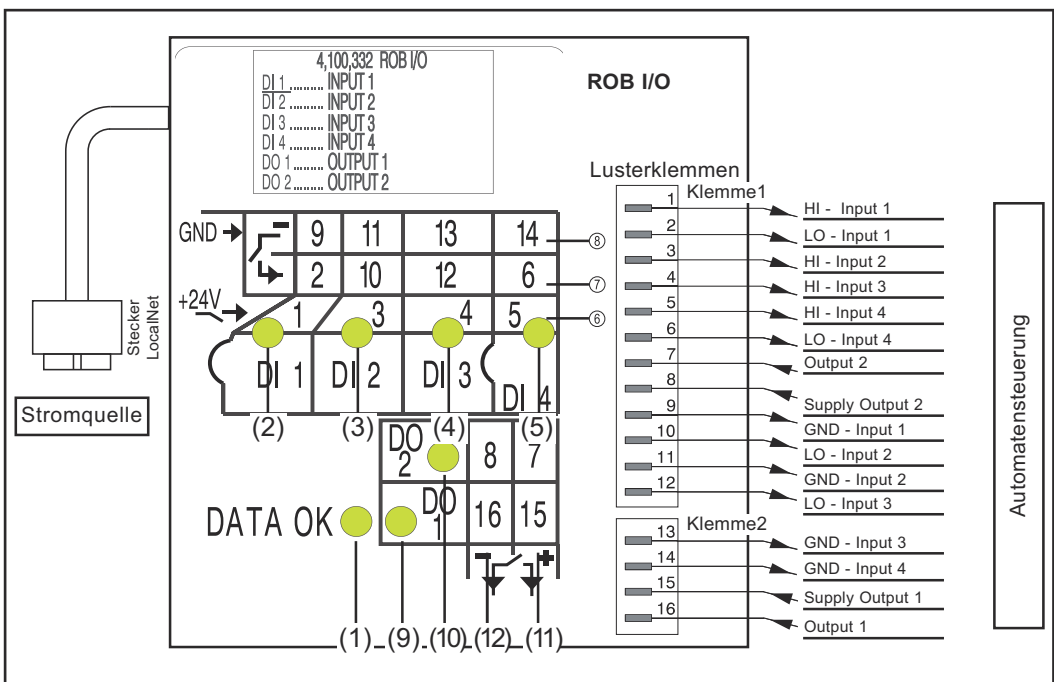 4,100,332 ROB I/O
DI 1 ......... INPUT 1
DI 2 ......... INPUT 2
DI 3 ......... INPUT 3
DI 4 ......... INPUT 4
DO 1 ......... OUTPUT 1
DO 2 ......... OUTPUT 2
ROB I/O
Stecker
LocalNet
Stromquelle
GND
9 11 13 14 8
2 10 12 6 7
+24V
1 3 4 5 6
DI 1 DI 2 DI 3 DI 4
(2) (3) (4) (5)
DO 2 8 7
DATA OK DO 1 16 15
- +
(1) (9) (10) (12) (11)
Lusterklemmen
Klemme1
1 HI - Input 1
2 LO - Input 1
3 HI - Input 2
4 HI - Input 3
5 HI - Input 4
6 LO - Input 4
7 Output 2
8 Supply Output 2
9 GND - Input 1
10 LO - Input 2
11 GND - Input 2
12 LO - Input 3
Klemme2
13 GND - Input 3
14 GND - Input 4
15 Supply Output 1
16 Output 1
Automatensteuerung